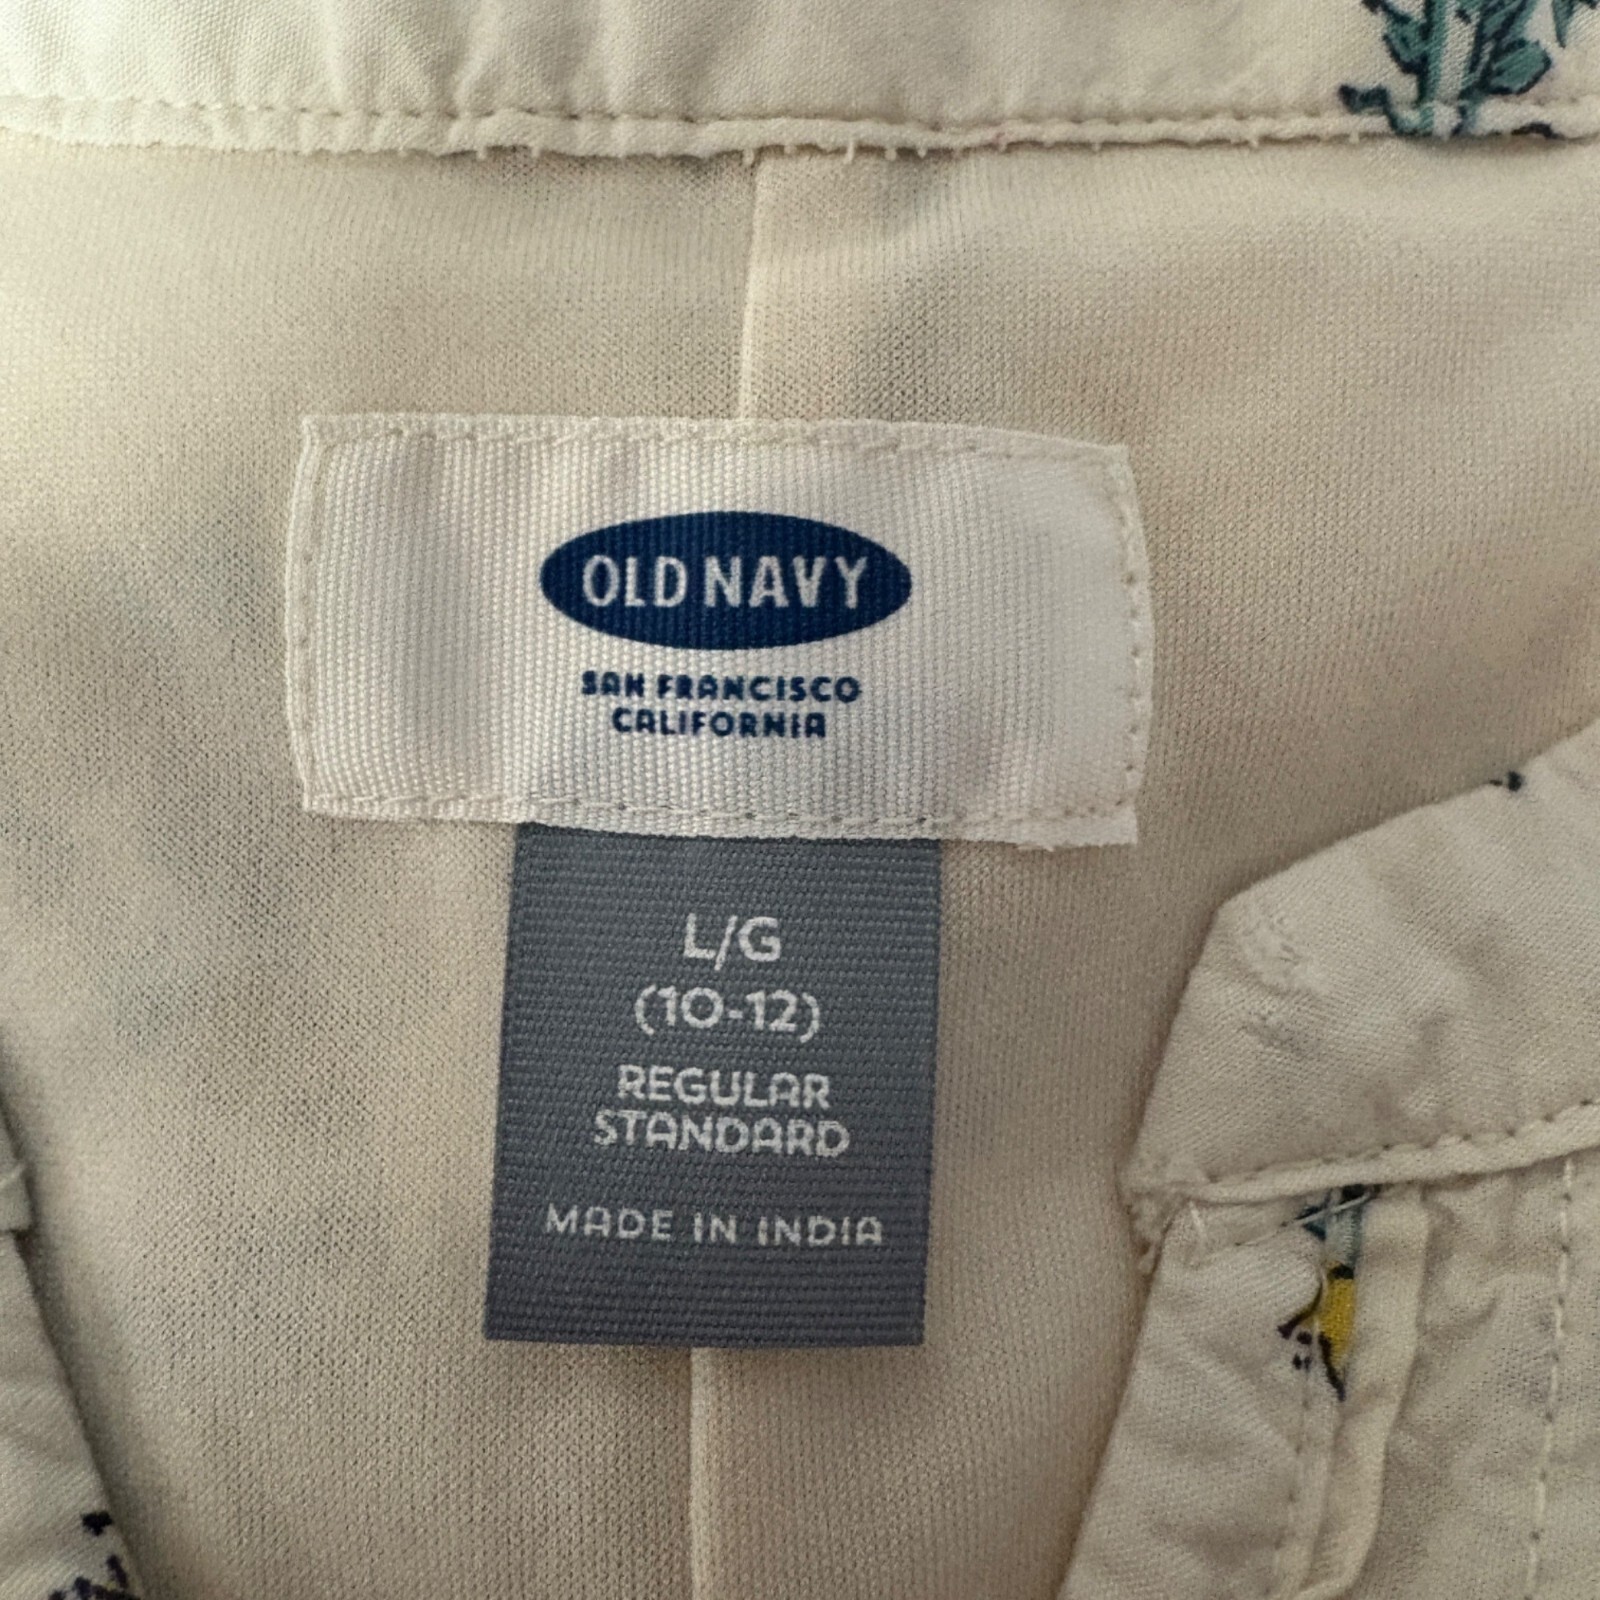 OLD NAVY
SAN FRANCISCO
CALIFORNIA
L/G
(10-12)
REGULAR
STANDARD
MADE IN INDIA